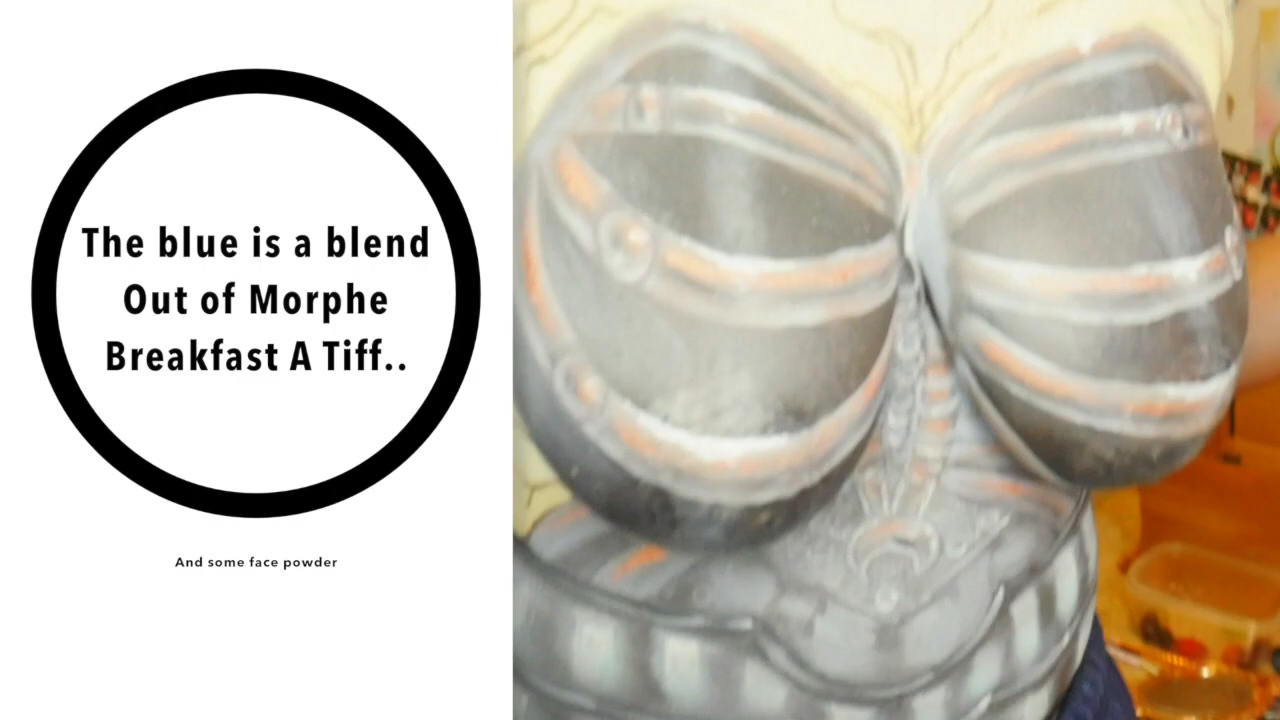 The blue is a blend
Out of Morphe
Breakfast A Tiff..
And some face powder